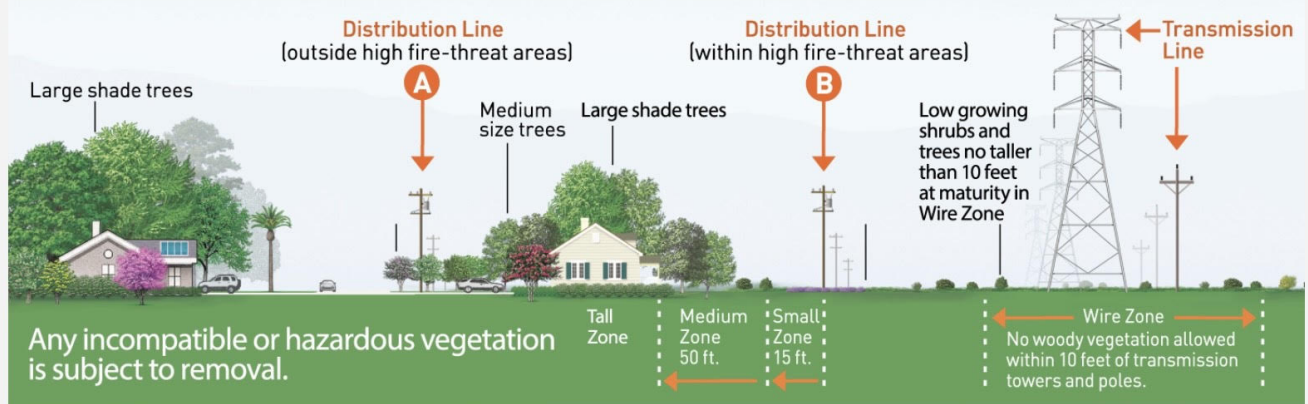 Distribution Line
(outside high fire-threat areas)
A
Distribution Line
(within high fire-threat areas)
B
Transmission
Line
Large shade trees
Medium
size trees
Large shade trees
Low growing
shrubs and
trees no taller
than 10 feet
at maturity in
Wire Zone
Any incompatible or hazardous vegetation
is subject to removal.
Tall
Zone
Medium
Zone
50 ft.
Small
Zone
15 ft.
Wire Zone
No woody vegetation allowed
within 10 feet of transmission
towers and poles.